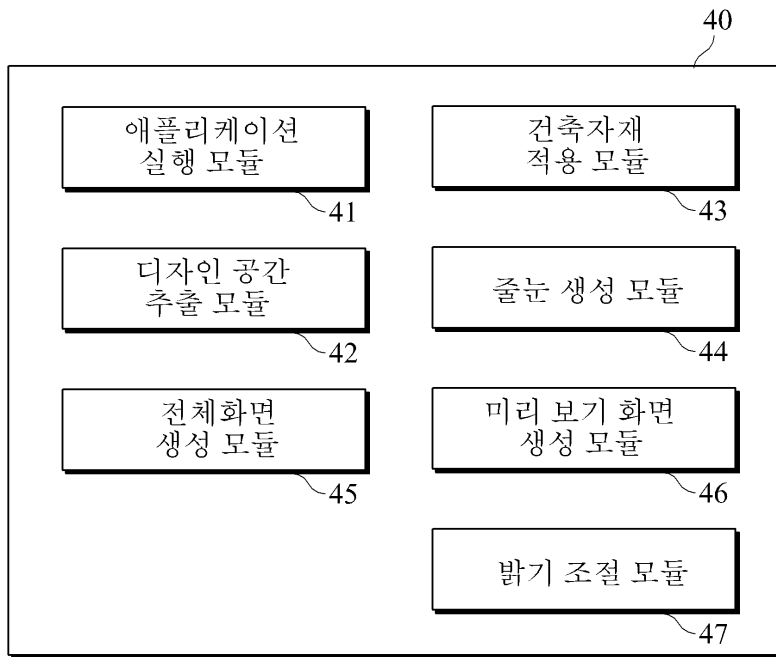 40
애플리케이션
실행 모듈
41
건축자재
적용 모듈
43
디자인 공간
추출 모듈
42
줄눈 생성 모듈
44
전체화면
생성 모듈
45
미리 보기 화면
생성 모듈
46
밝기 조절 모듈
47